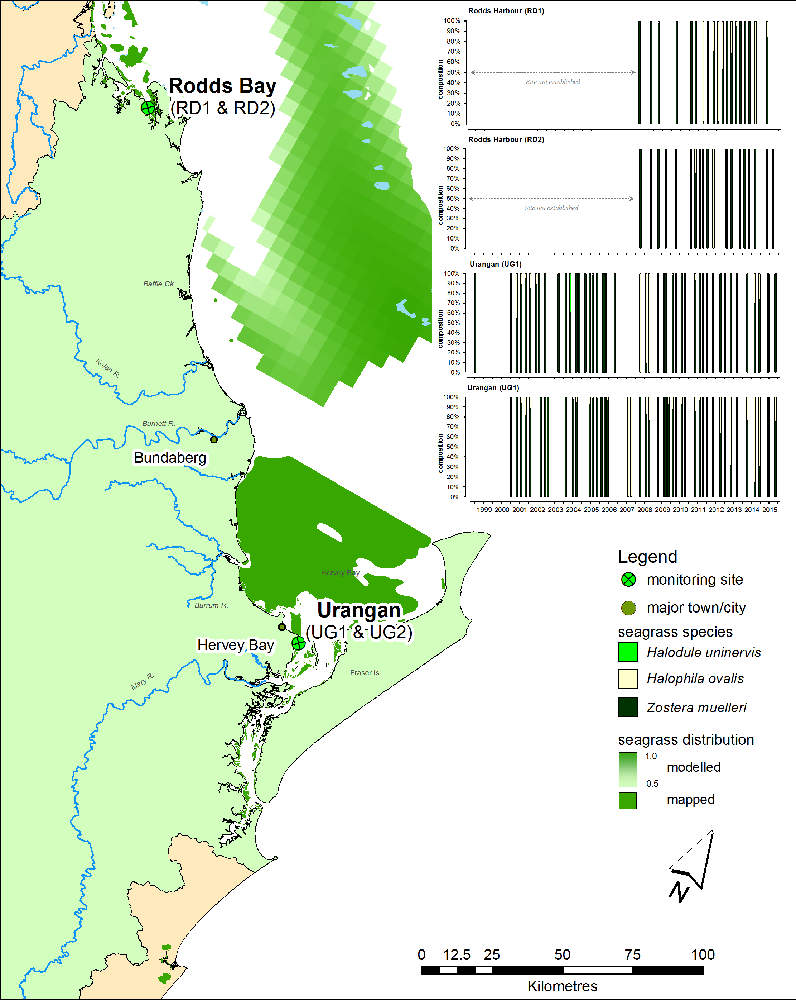 Rodds Bay
(RD1 & RD2)
Baffle Ck.
Kolan R.
Burnett R.
Bundaberg
Hervey Bay
Burrum R.
Urangan
(UG1 & UG2)
Hervey Bay
Fraser Is.
Mary R.
Rodds Harbour (RD1)
composition
100%
90%
80%
70%
60%
50%
40%
30%
20%
10%
0%
Site not established
Rodds Harbour (RD2)
composition
100%
90%
80%
70%
60%
50%
40%
30%
20%
10%
0%
Site not established
Urangan (UG1)
composition
100%
90%
80%
70%
60%
50%
40%
30%
20%
10%
0%
Urangan (UG1)
composition
100%
90%
80%
70%
60%
50%
40%
30%
20%
10%
0%
1999 2000 2001 2002 2003 2004 2005 2006 2007 2008 2009 2010 2011 2012 2013 2014 2015
Legend
monitoring site
major town/city
seagrass species
Halodule uninervis
Halophila ovalis
Zostera muelleri
seagrass distribution
1.0
modelled
0.5
mapped
N
0 12.5 25 50 75 100
Kilometres